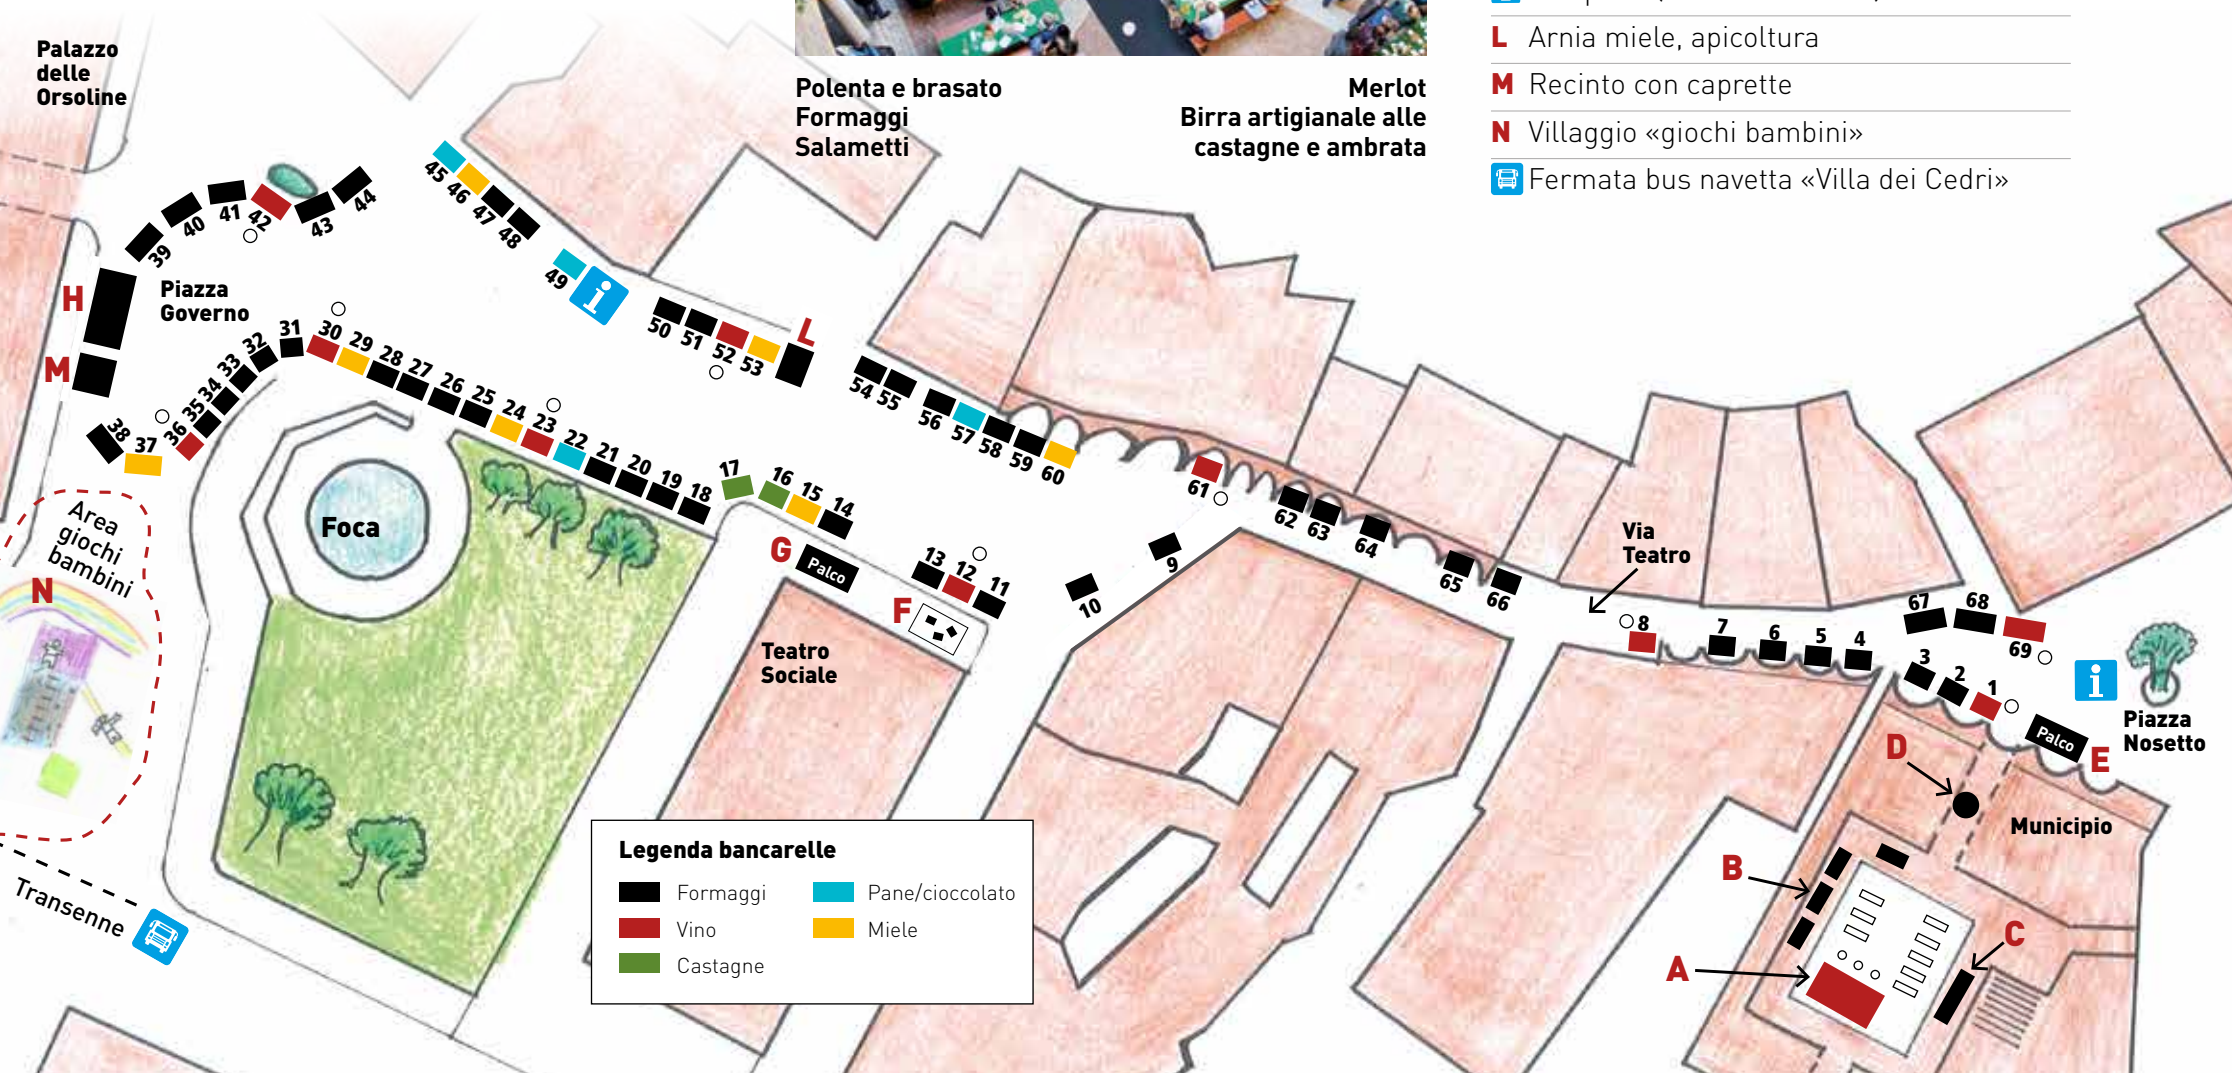 Palazzo
delle
Orsoline
Polenta e brasato
Formaggi
Salametti
Merlot
Birra artigianale alle
castagne e ambrata
L Arnia miele, apicoltura
M Recinto con caprette
N Villaggio «giochi bambini»
Fermata bus navetta «Villa dei Cedri»
39
40
41
42
43
44
45
46
47
48
49
i
50
51
52
53
L
54
55
56
57
58
59
60
61
62
63
64
65
66
67
68
69
H
M
Piazza
Governo
38
37
36
35
34
33
32
31
30
29
28
27
26
25
24
23
22
21
20
19
18
17
16
15
14
13
12
11
10
9
8
7
6
5
4
3
2
1
Foca
G
Palco
F
Teatro
Sociale
Via
Teatro
i
Piazza
Nosetto
Palco
E
D
Municipio
B
C
A
Area
giochi
bambini
N
Transenne
Legenda bancarelle
Formaggi
Vino
Castagne
Pane/cioccolato
Miele